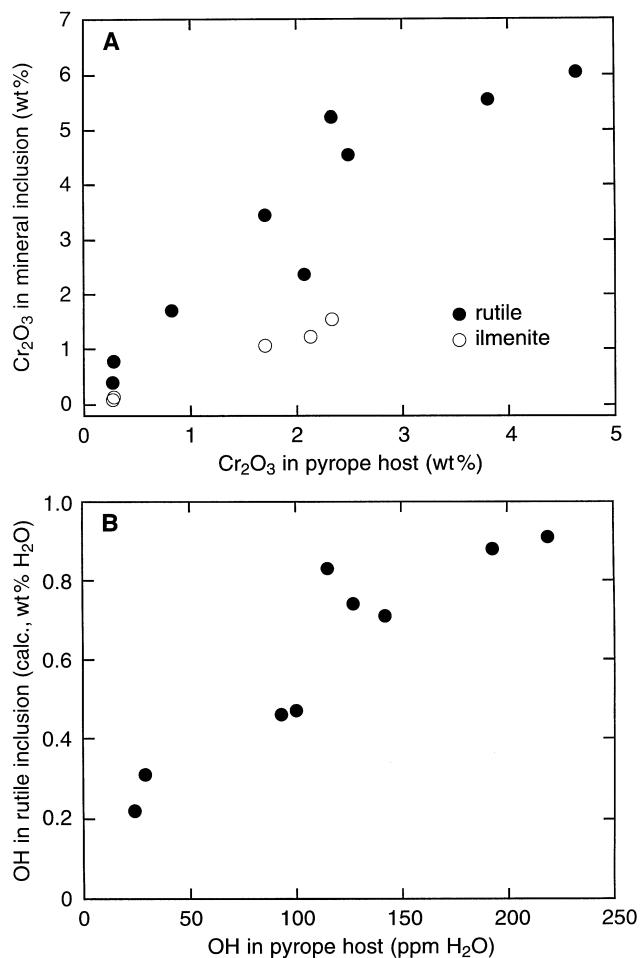 A
7
6
5
4
3
2
1
0
Cr₂O₃ in mineral inclusion (wt%)
rutile
ilmenite
0 1 2 3 4 5
Cr₂O₃ in pyrope host (wt%)
B
1.0
0.8
0.6
0.4
0.2
0
OH in rutile inclusion (calc., wt% H₂O)
0 50 100 150 200 250
OH in pyrope host (ppm H₂O)